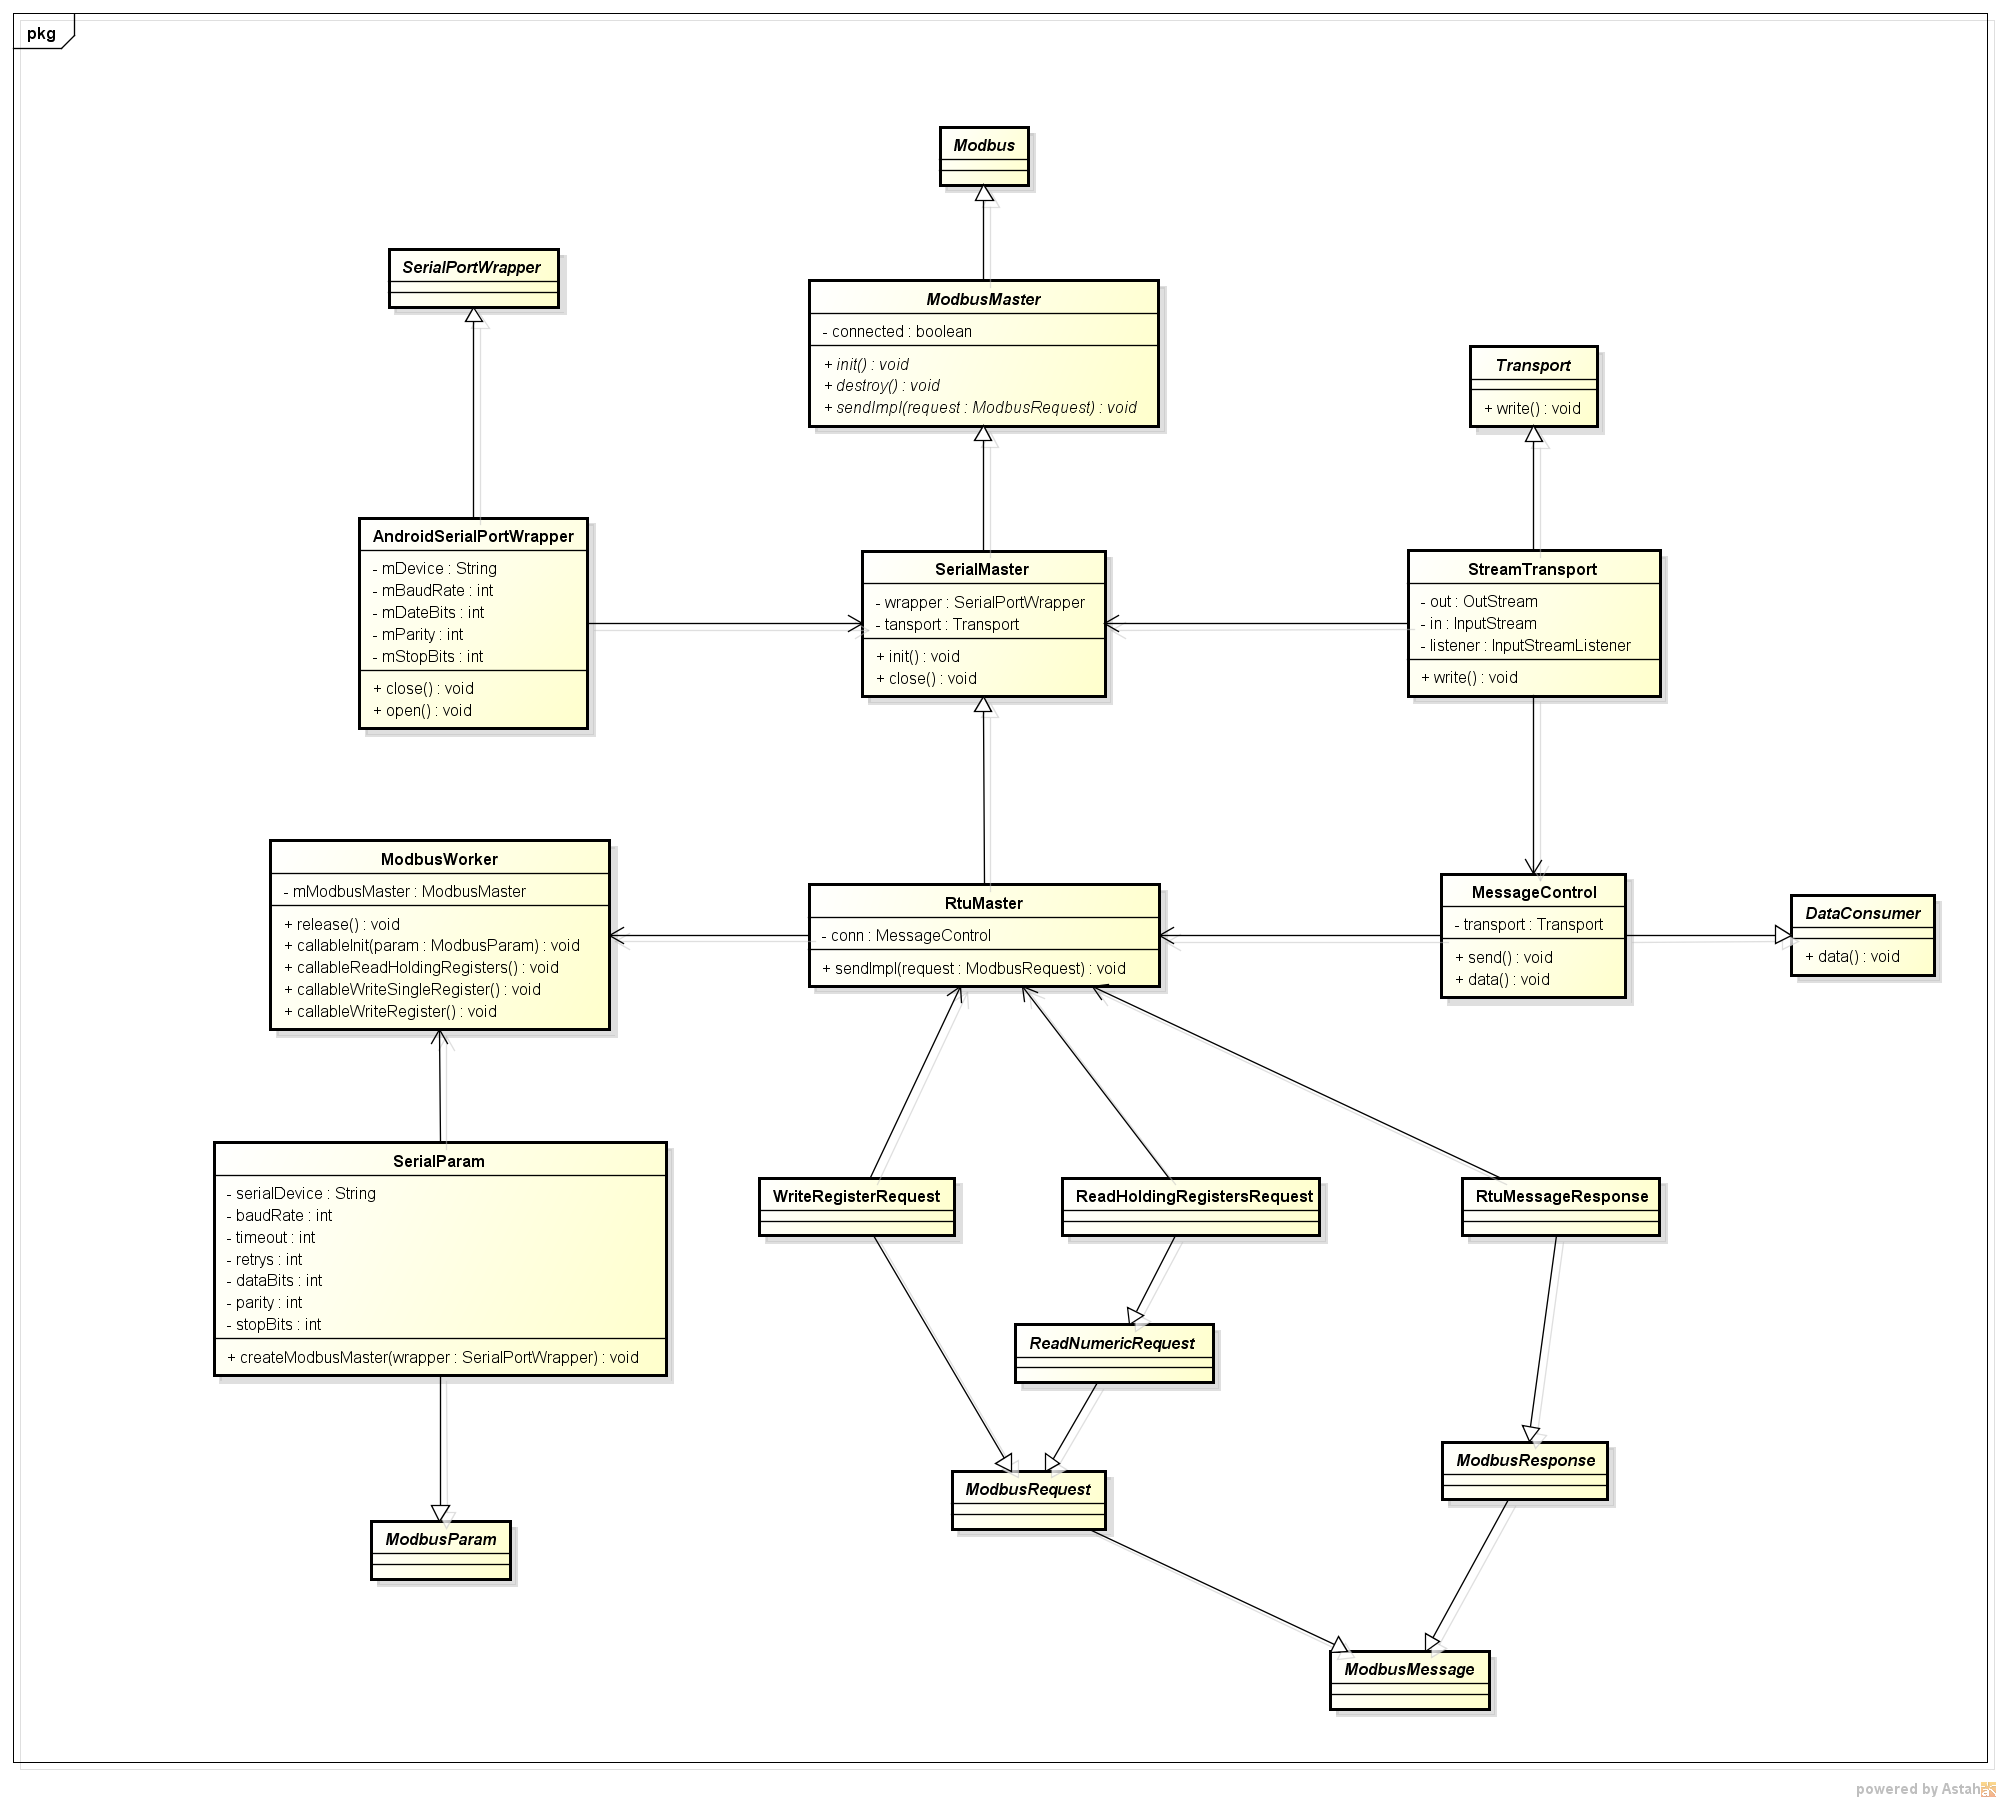 pkg
Modbus
SerialPortWrapper
ModbusMaster
- connected : boolean
+ init() : void
+ destroy() : void
+ sendImpl(request : ModbusRequest) : void
Transport
+ write() : void
AndroidSerialPortWrapper
- mDevice : String
- mBaudRate : int
- mDateBits : int
- mParity : int
- mStopBits : int
+ close() : void
+ open() : void
SerialMaster
- wrapper : SerialPortWrapper
- tansport : Transport
+ init() : void
+ close() : void
StreamTransport
- out : OutStream
- in : InputStream
- listener : InputStreamListener
+ write() : void
ModbusWorker
- mModbusMaster : ModbusMaster
+ release() : void
+ callableInit(param : ModbusParam) : void
+ callableReadHoldingRegisters() : void
+ callableWriteSingleRegister() : void
+ callableWriteRegister() : void
RtuMaster
- conn : MessageControl
+ sendImpl(request : ModbusRequest) : void
MessageControl
- transport : Transport
+ send() : void
+ data() : void
DataConsumer
+ data() : void
SerialParam
- serialDevice : String
- baudRate : int
- timeout : int
- retrys : int
- dataBits : int
- parity : int
- stopBits : int
+ createModbusMaster(wrapper : SerialPortWrapper) : void
WriteRegisterRequest
ReadHoldingRegistersRequest
RtuMessageResponse
ReadNumericRequest
ModbusResponse
ModbusRequest
ModbusParam
ModbusMessage
powered by Astah